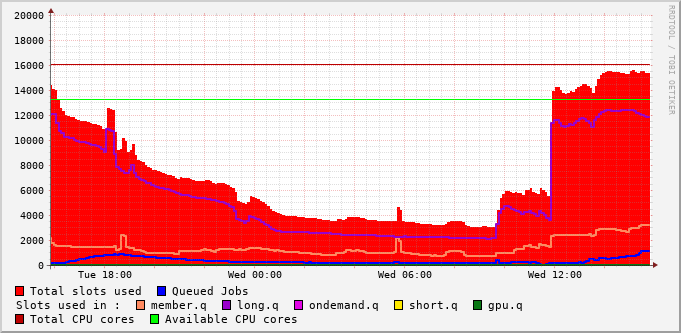 RRDTOOL / TOBI OETIKER
20000
18000
16000
14000
12000
10000
8000
6000
4000
2000
0
Tue 18:00 Wed 00:00 Wed 06:00 Wed 12:00
Total slots used Queued Jobs
Slots used in : member.q long.q ondemand.q short.q gpu.q
Total CPU cores Available CPU cores